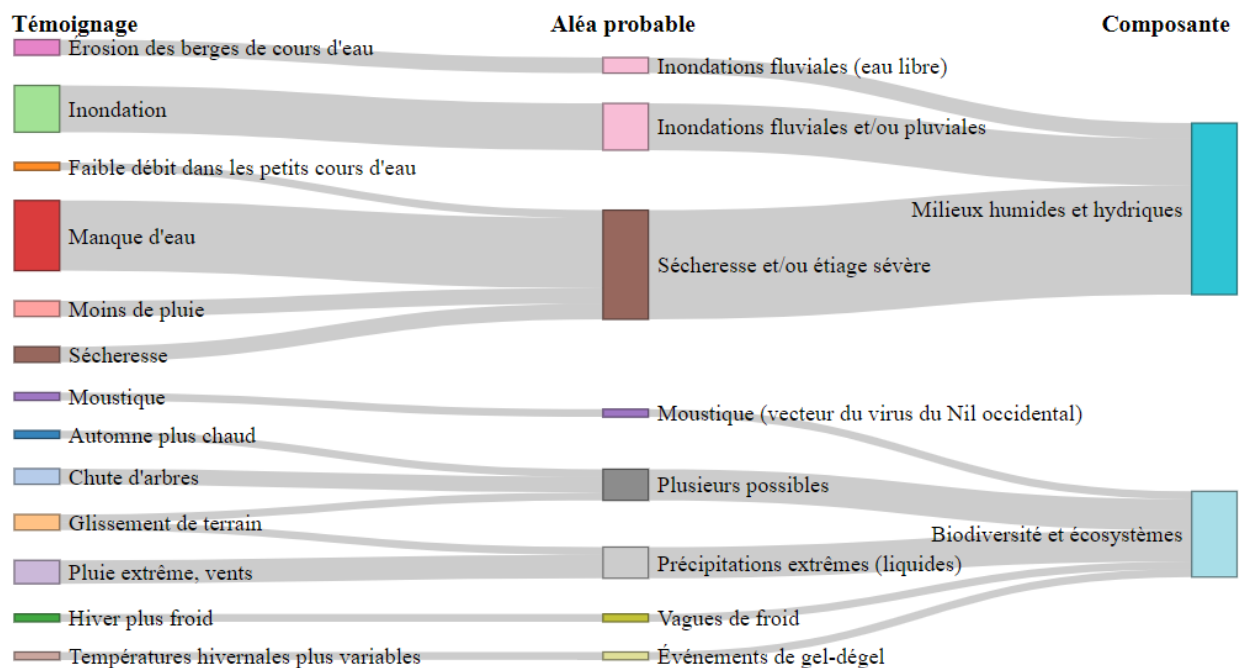 Témoignage
Aléa probable
Composante
Érosion des berges de cours d'eau
Inondation
Faible débit dans les petits cours d'eau
Manque d'eau
Moins de pluie
Sécheresse
Moustique
Automne plus chaud
Chute d'arbres
Glissement de terrain
Pluie extrême, vents
Hiver plus froid
Températures hivernales plus variables
Inondations fluviales (eau libre)
Inondations fluviales et/ou pluviales
Sécheresse et/ou étiage sévère
Moustique (vecteur du virus du Nil occidental)
Plusieurs possibles
Précipitations extrêmes (liquides)
Vagues de froid
Événements de gel-dégel
Milieux humides et hydriques
Biodiversité et écosystèmes